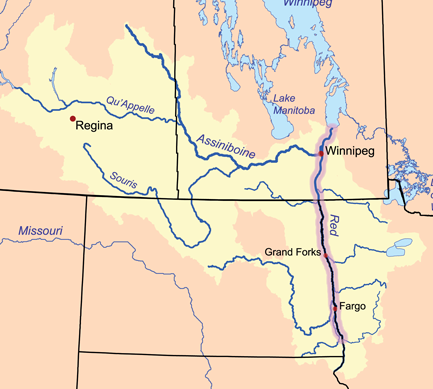 Winnipeg
Qu'Appelle
Lake
Manitoba
Regina
Assiniboine
Winnipeg
Souris
Red
Missouri
Grand Forks
Fargo